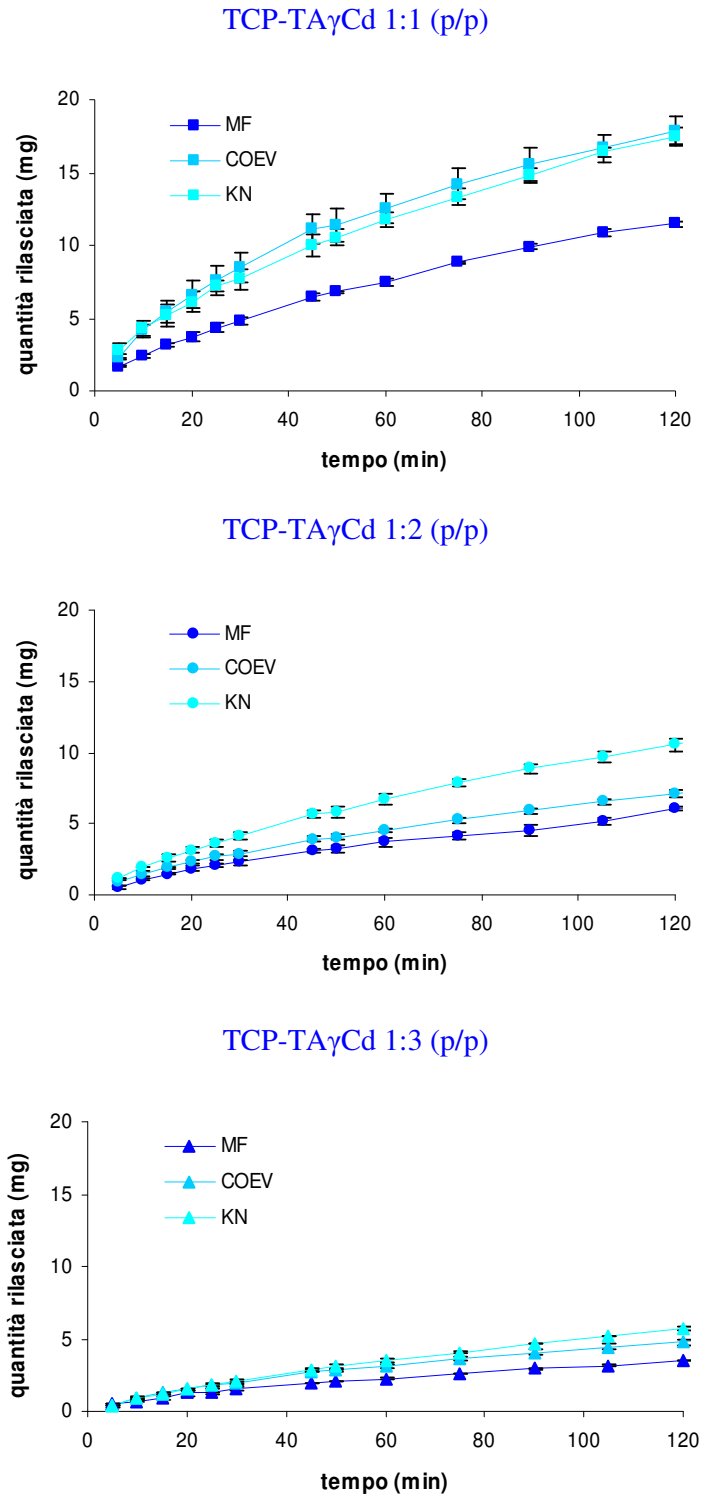 TCP-TAγCd 1:1 (p/p)
20
15
10
5
0
quantità rilasciata (mg)
MF
COEV
KN
0 20 40 60 80 100 120
tempo (min)
TCP-TAγCd 1:2 (p/p)
20
15
10
5
0
quantità rilasciata (mg)
MF
COEV
KN
0 20 40 60 80 100 120
tempo (min)
TCP-TAγCd 1:3 (p/p)
20
15
10
5
0
quantità rilasciata (mg)
MF
COEV
KN
0 20 40 60 80 100 120
tempo (min)